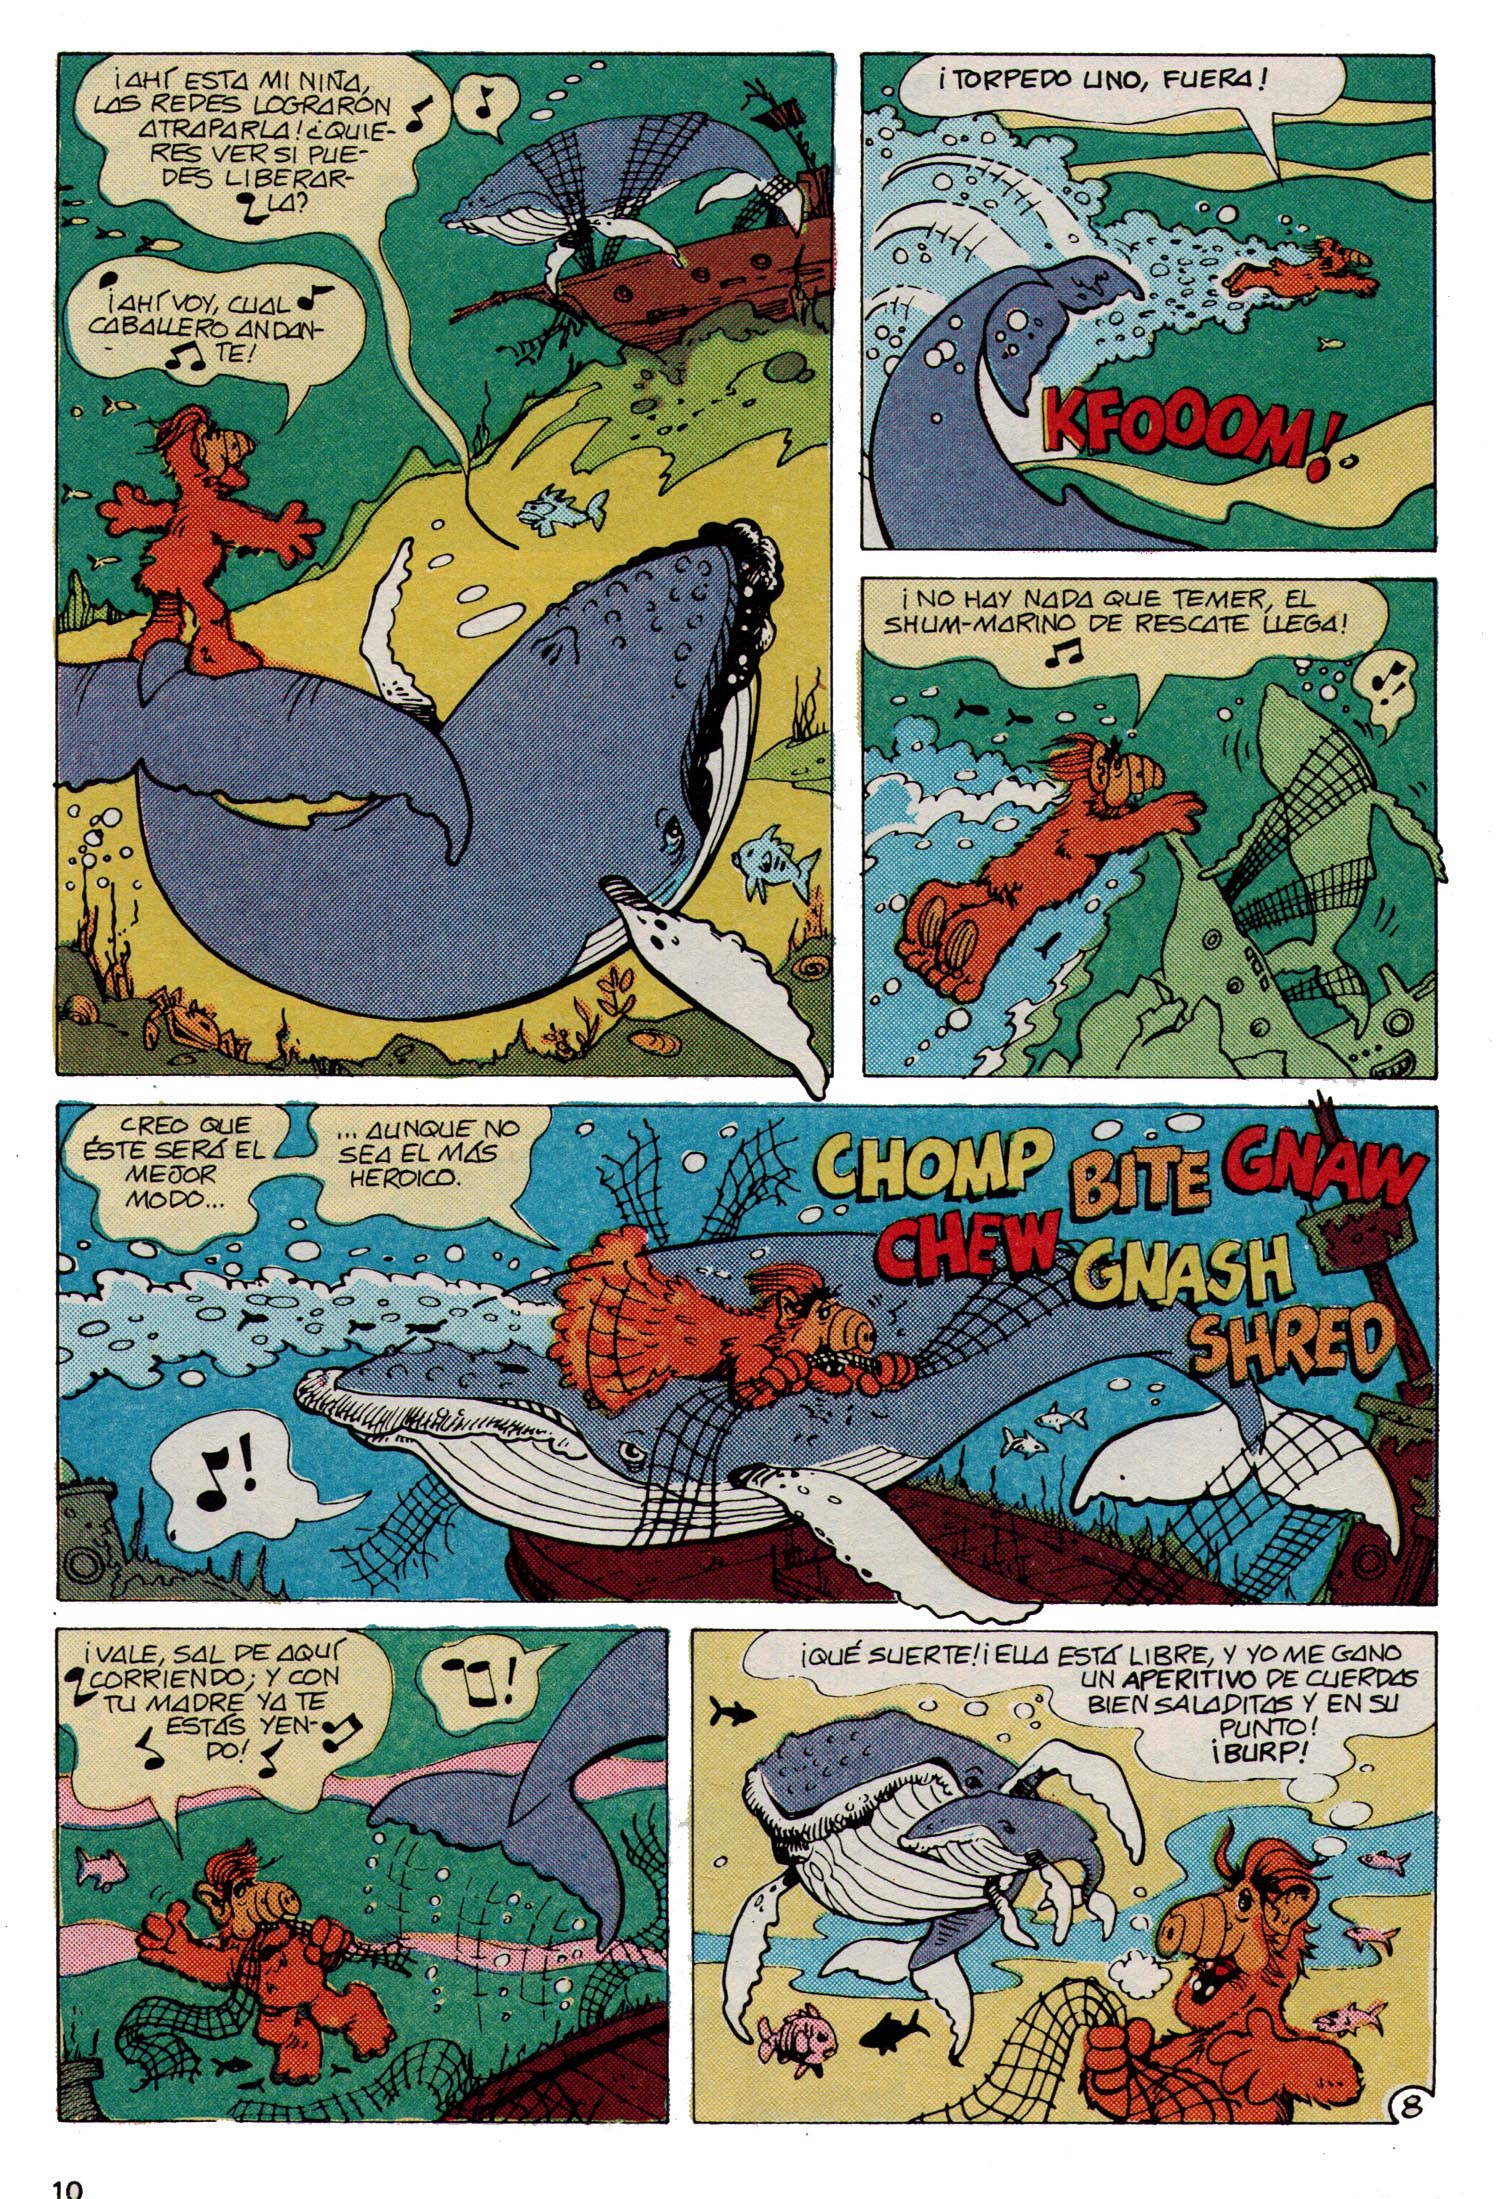 ¡AHÍ ESTA MI NIÑA,
LAS REDES LOGRARON
ATRAPARLA! ¿QUIE-
RES VER SI PUE-
DES LIBERAR-
LA?
¡AHÍ VOY, CUAL
CABALLERO ANDAN-
TE!
¡TORPEDO UNO, FUERA!
KFOOOM!
¡NO HAY NADA QUE TEMER, EL
SHUM-MARINO DE RESCATE LLEGA!
CREO QUE
ÉSTE SERÁ EL
MEJOR
MODO...
... AUNQUE NO
SEA EL MÁS
HEROICO.
CHOMP BITE GNAW
CHEW GNASH
SHRED
!
¡VALE, SAL DE AQUÍ
CORRIENDO; Y CON
TU MADRE YA TE
ESTÁS YEN-
DO!
!
¡QUÉ SUERTE! ¡ELLA ESTÁ LIBRE, Y YO ME GANO
UN APERITIVO DE CUERDAS
BIEN SALADITAS Y EN SU
PUNTO!
¡BURP!
8
10